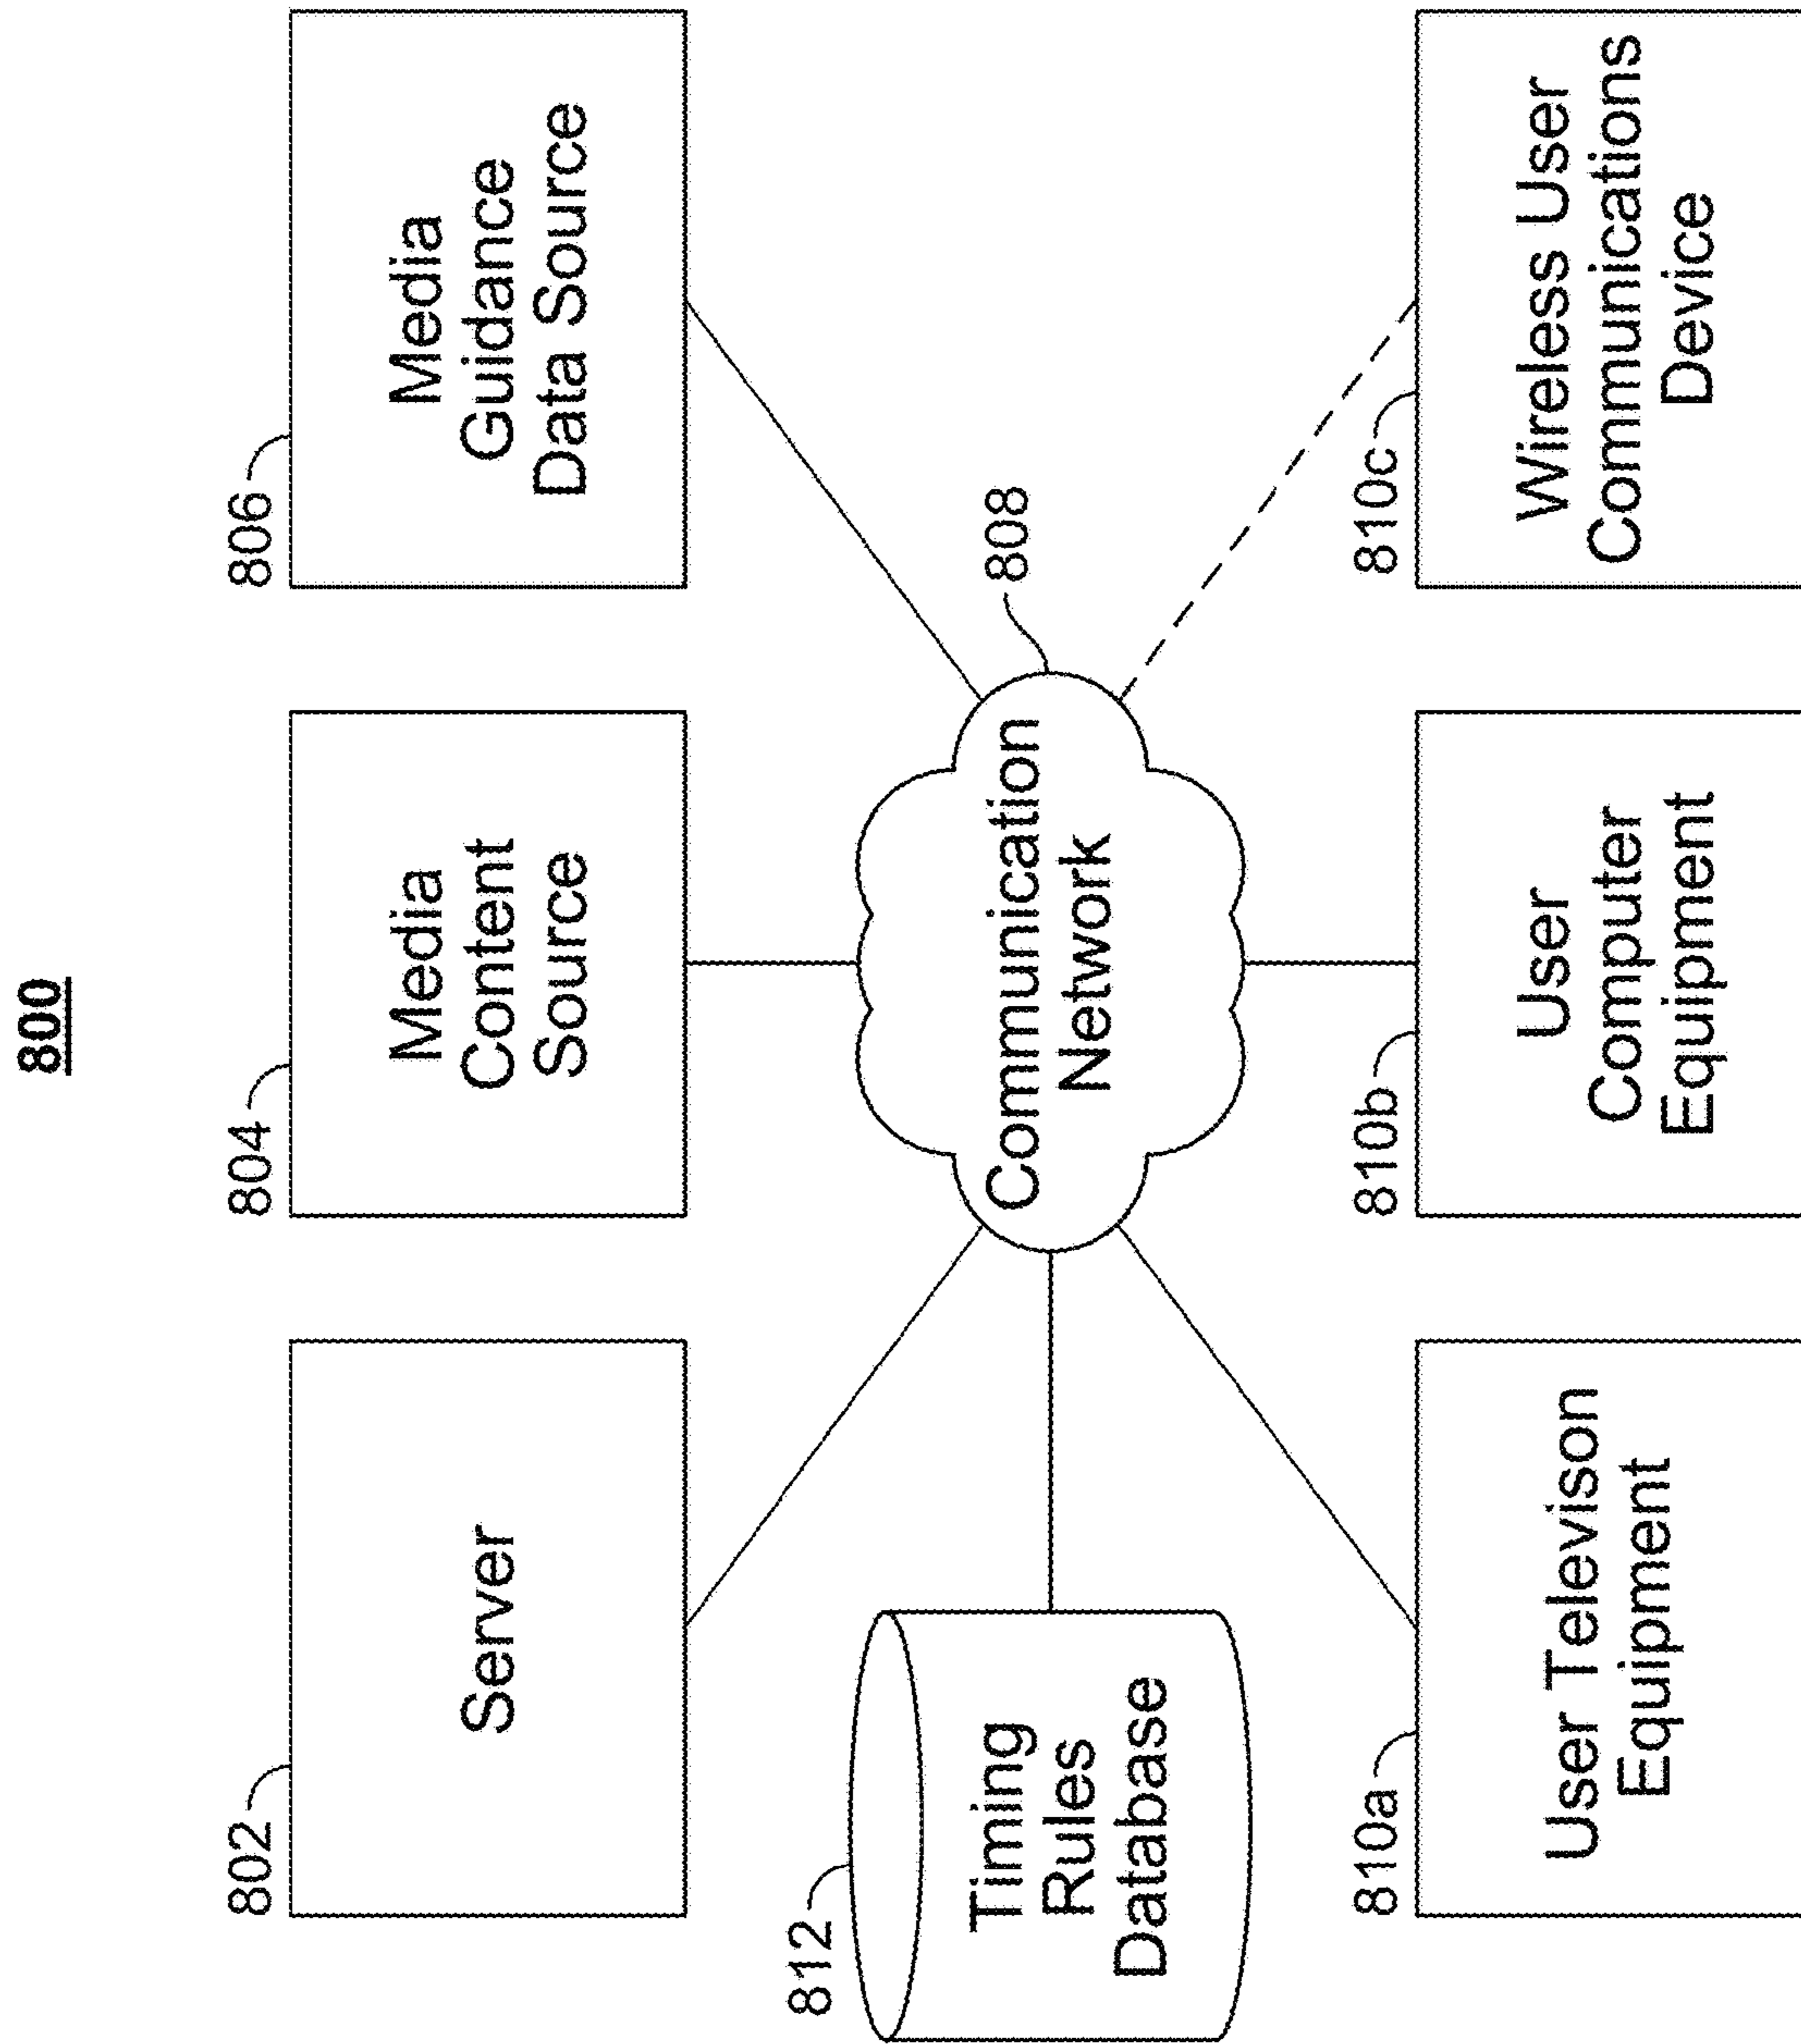 800
802
Server
804
Media
Content
Source
806
Media
Guidance
Data Source
812
Timing
Rules
Database
Communication
Network
808
810a
User Televison
Equipment
810b
User
Computer
Equipment
810c
Wireless User
Communications
Device